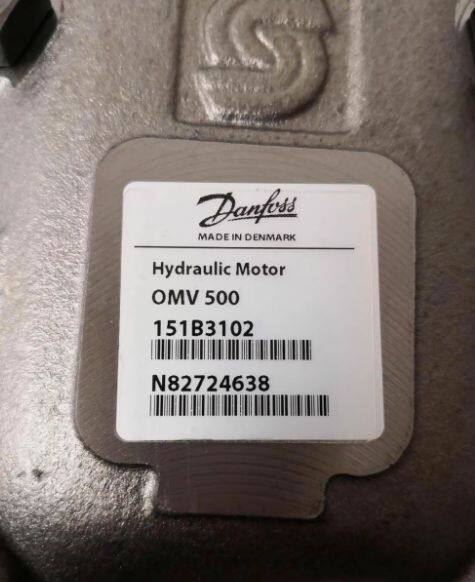 Danfoss
MADE IN DENMARK
Hydraulic Motor
OMV 500
151B3102
N82724638